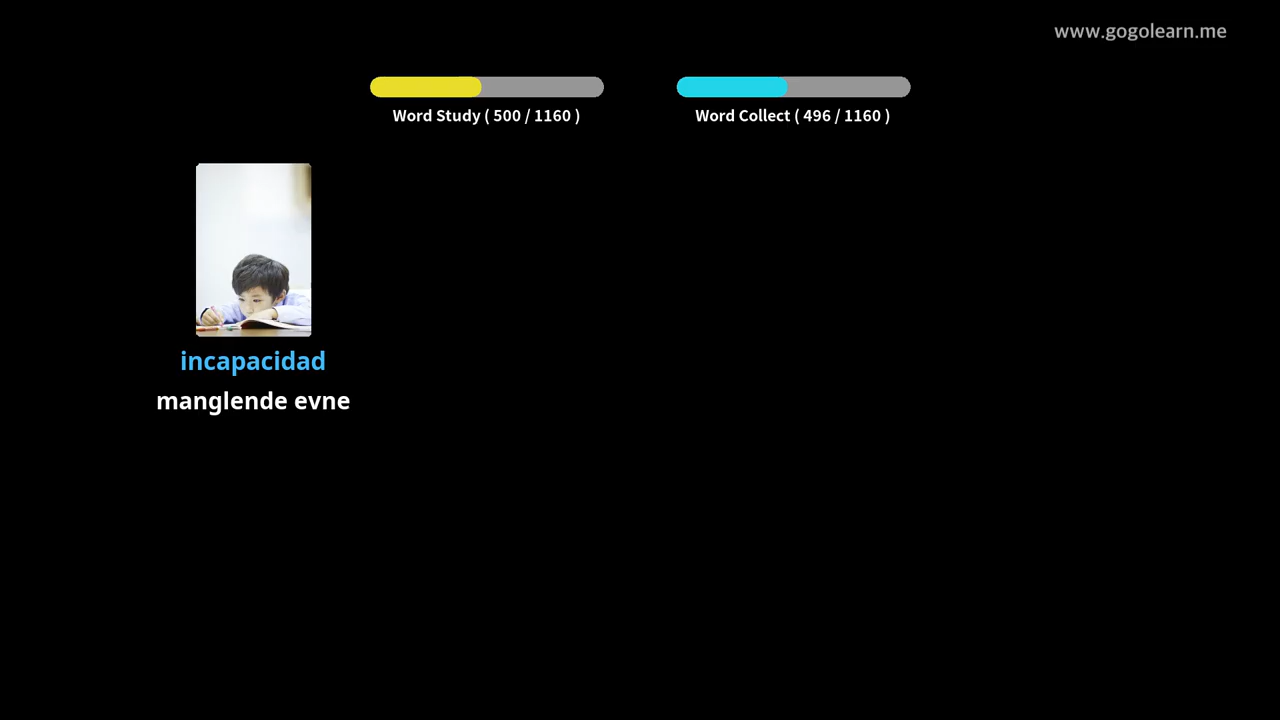 www.gogolearn.me
Word Study ( 500 / 1160 )
Word Collect ( 496 / 1160 )
incapacidad
manglende evne